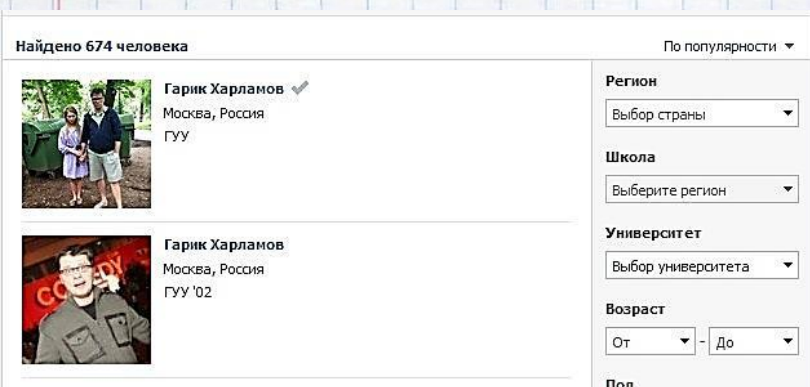 Найдено 674 человека
По популярности
Гарик Харламов
Москва, Россия
ГУУ
Гарик Харламов
Москва, Россия
ГУУ '02
Регион
Выбор страны
Школа
Выберите регион
Университет
Выбор университета
Возраст
От - До
Пол